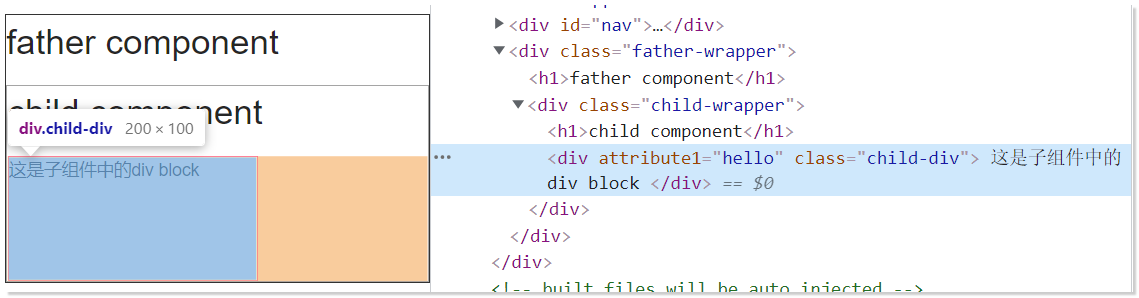 father component
child component
div.child-div 200 × 100
这是子组件中的div block
<div id="nav">…</div>
<div class="father-wrapper">
<h1>father component</h1>
<div class="child-wrapper">
<h1>child component</h1>
<div attribute1="hello" class="child-div"> 这是子组件中的
div block </div> == $0
</div>
</div>
</div>
<!-- built files will be auto injected -->